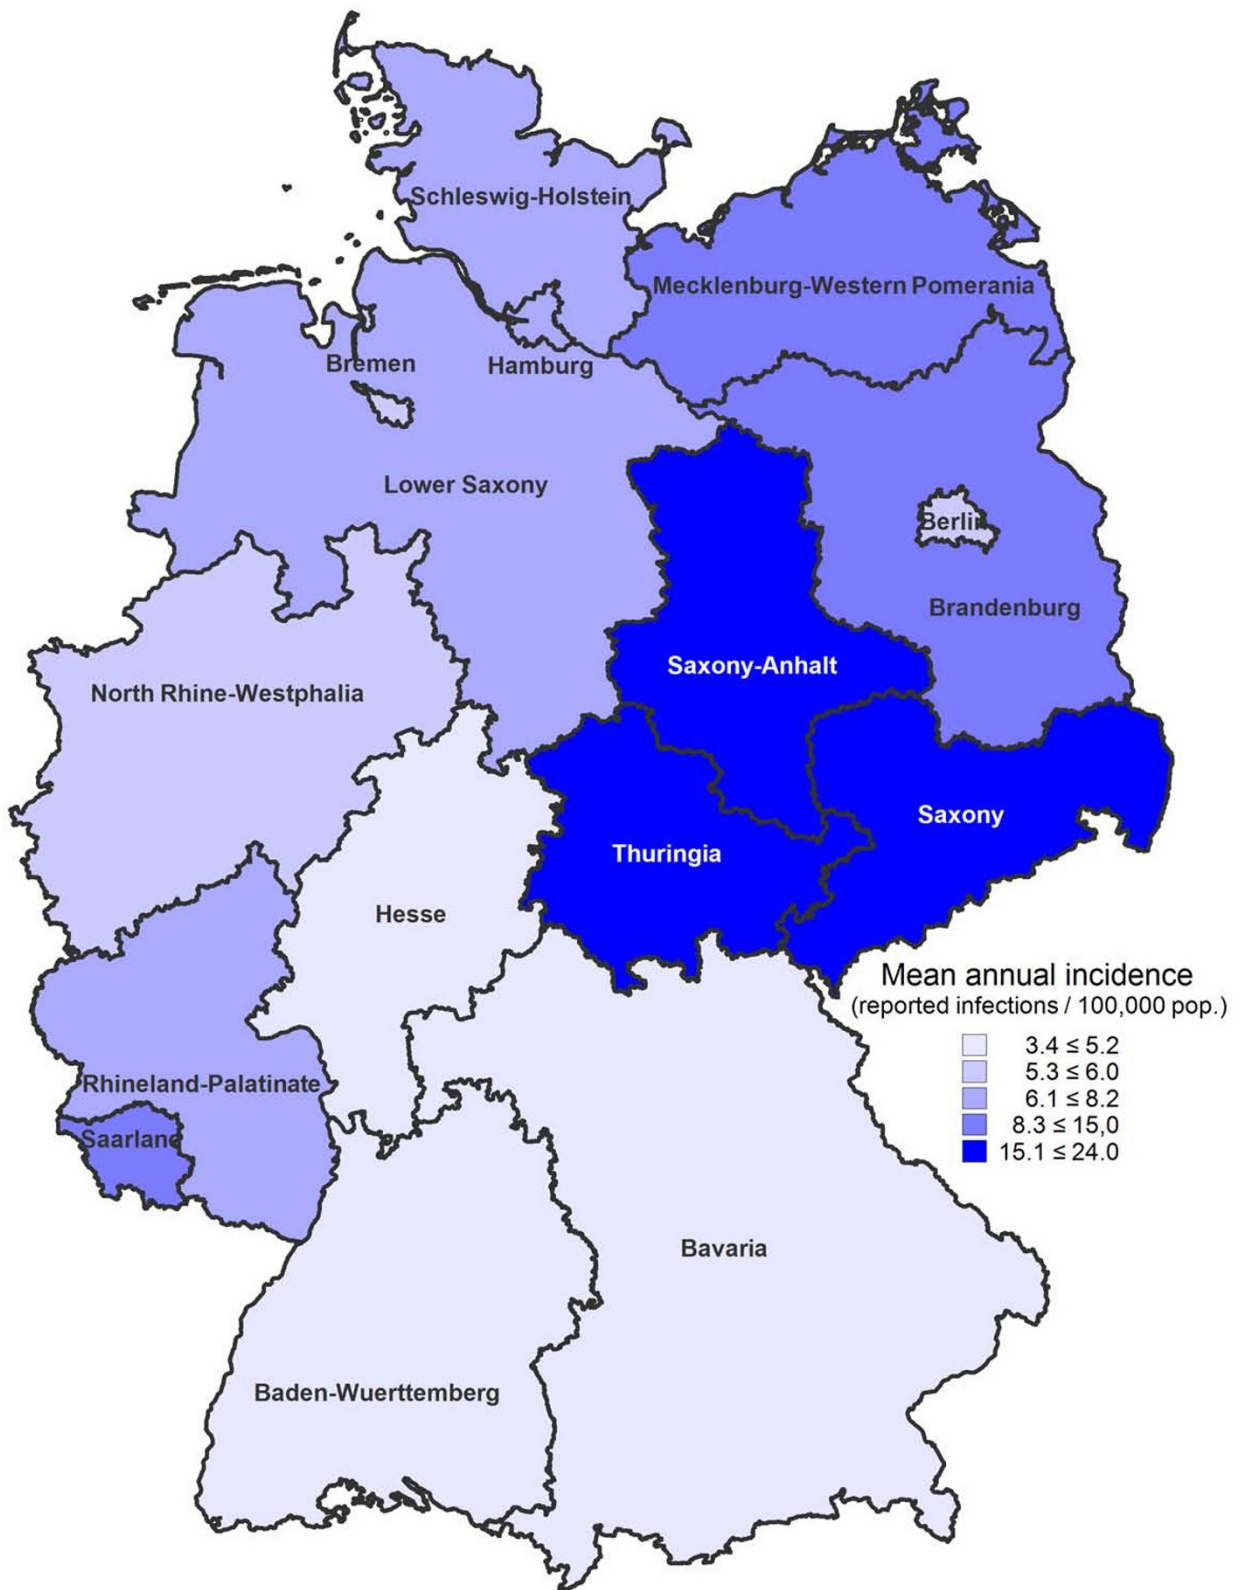 Schleswig-Holstein
Mecklenburg-Western Pomerania
Bremen
Hamburg
Lower Saxony
Berlin
Brandenburg
Saxony-Anhalt
North Rhine-Westphalia
Saxony
Thuringia
Hesse
Mean annual incidence
(reported infections / 100,000 pop.)
3.4 ≤ 5.2
5.3 ≤ 6.0
6.1 ≤ 8.2
8.3 ≤ 15,0
15.1 ≤ 24.0
Rhineland-Palatinate
Saarland
Bavaria
Baden-Wuerttemberg